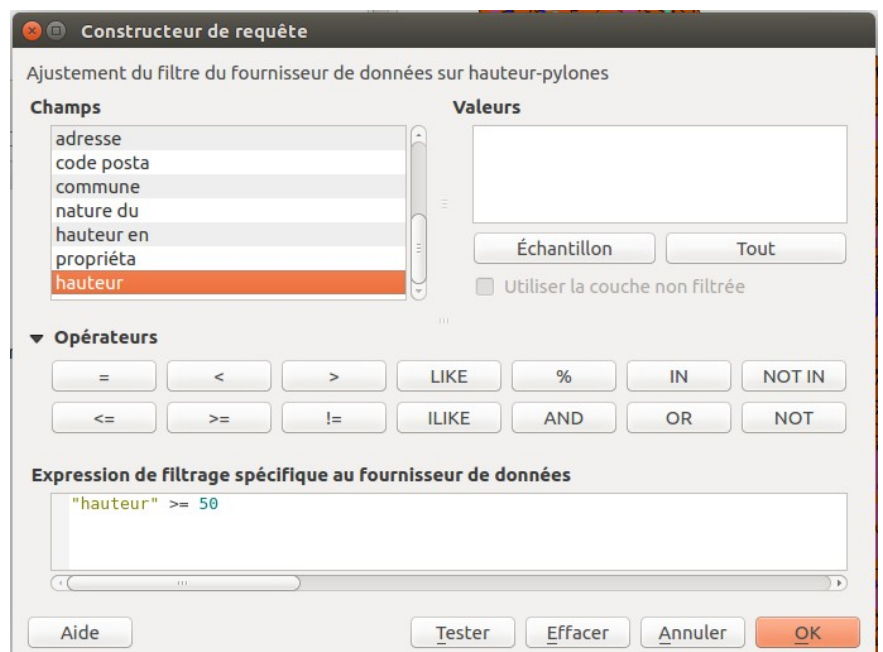 Constructeur de requête
Ajustement du filtre du fournisseur de données sur hauteur-pylones
Champs
Valeurs
adresse
code posta
commune
nature du
hauteur en
propriéta
hauteur
Échantillon
Tout
Utiliser la couche non filtrée
Opérateurs
= < > LIKE % IN NOT IN
<= >= != ILIKE AND OR NOT
Expression de filtrage spécifique au fournisseur de données
"hauteur" >= 50
Aide Tester Effacer Annuler OK